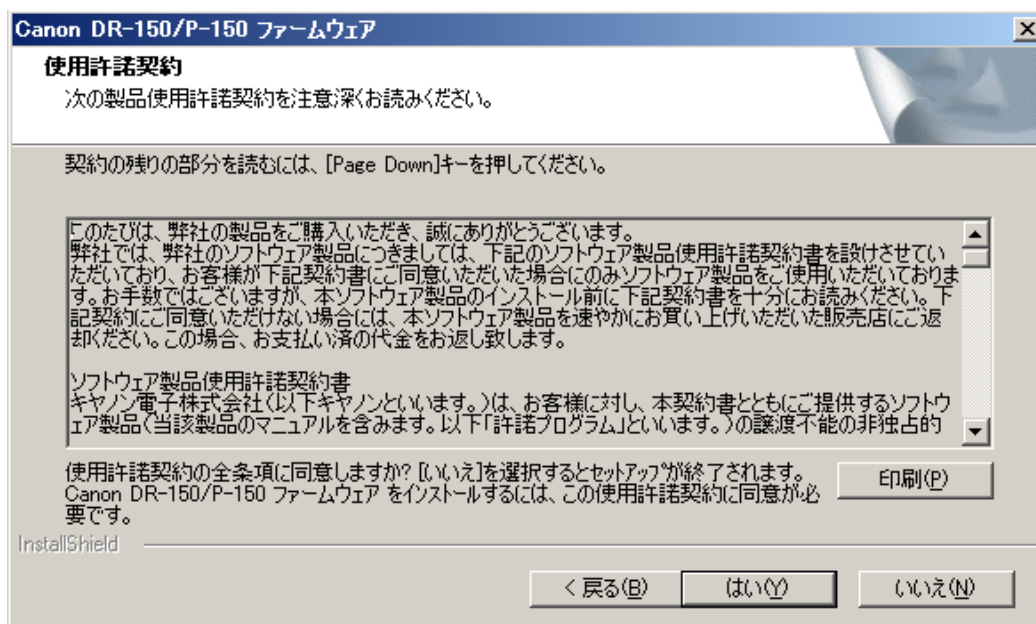 Canon DR-150/P-150 ファームウェア
使用許諾契約
次の製品使用許諾契約を注意深くお読みください。
契約の残りの部分を読むには、[Page Down]キーを押してください。
このたびは、弊社の製品をご購入いただき、誠にありがとうございます。
弊社では、弊社のソフトウェア製品につきましては、下記のソフトウェア製品使用許諾契約書を設けさせてい
ただいており、お客様が下記契約書にご同意いただいた場合にのみソフトウェア製品をご使用いただいておりま
す。お手数ではございますが、本ソフトウェア製品のインストール前に下記契約書を十分にお読みください。下
記契約にご同意いただけない場合には、本ソフトウェア製品を速やかにお買い上げいただいた販売店にご返
却ください。この場合、お支払い済の代金をお返し致します。
ソフトウェア製品使用許諾契約書
キヤノン電子株式会社(以下キヤノンといいます。)は、お客様に対し、本契約書とともにご提供するソフトウ
ェア製品(当該製品のマニュアルを含みます。以下「許諾プログラム」といいます。)の譲渡不能の非独占的
使用許諾契約の全条項に同意しますか? [いいえ]を選択するとセットアップが終了されます。
Canon DR-150/P-150 ファームウェア をインストールするには、この使用許諾契約に同意が必
要です。
印刷(P)
InstallShield
< 戻る(B)
はい(Y)
いいえ(N)